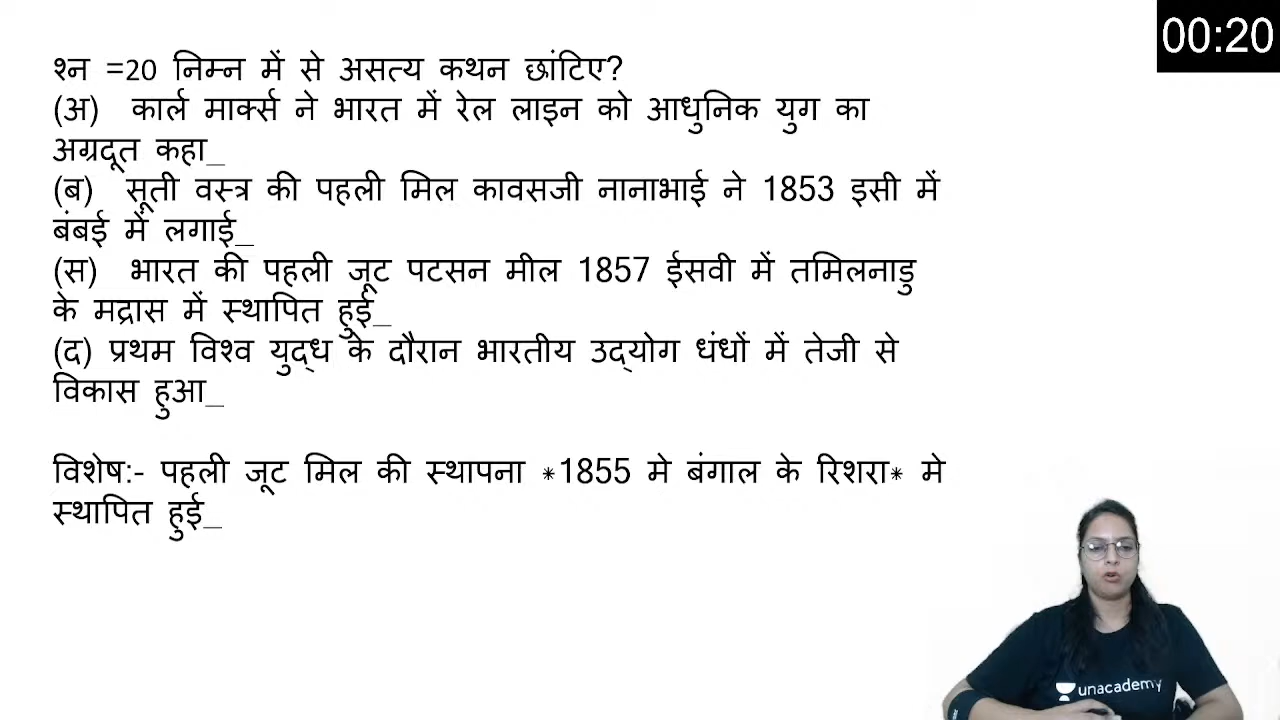 00:20
श्न =20 निम्न में से असत्य कथन छांटिए?
(अ) कार्ल मार्क्स ने भारत में रेल लाइन को आधुनिक युग का
अग्रदूत कहा_
(ब) सूती वस्त्र की पहली मिल कावसजी नानाभाई ने 1853 इसी में
बंबई में लगाई_
(स) भारत की पहली जूट पटसन मील 1857 ईसवी में तमिलनाडु
के मद्रास में स्थापित हुई_
(द) प्रथम विश्व युद्ध के दौरान भारतीय उद्योग धंधों में तेजी से
विकास हुआ_
विशेष:- पहली जूट मिल की स्थापना *1855 मे बंगाल के रिशरा* मे
स्थापित हुई_
unacademy